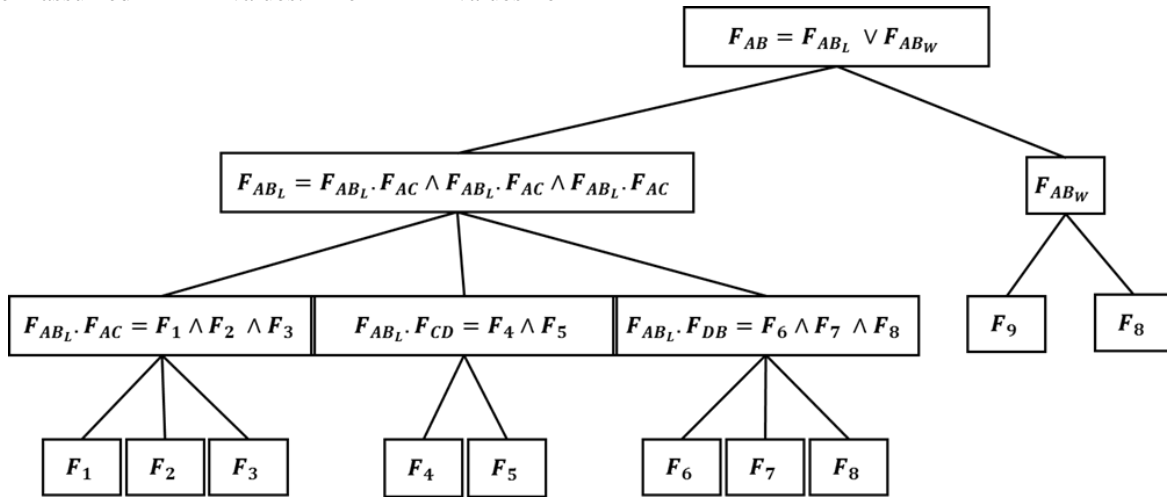 F_{AB} = F_{AB_L} ∨ F_{AB_W}
F_{AB_L} = F_{AB_L}.F_{AC} ∧ F_{AB_L}.F_{AC} ∧ F_{AB_L}.F_{AC}
F_{AB_W}
F_{AB_L}.F_{AC} = F_1 ∧ F_2 ∧ F_3
F_{AB_L}.F_{CD} = F_4 ∧ F_5
F_{AB_L}.F_{DB} = F_6 ∧ F_7 ∧ F_8
F_9
F_8
F_1
F_2
F_3
F_4
F_5
F_6
F_7
F_8